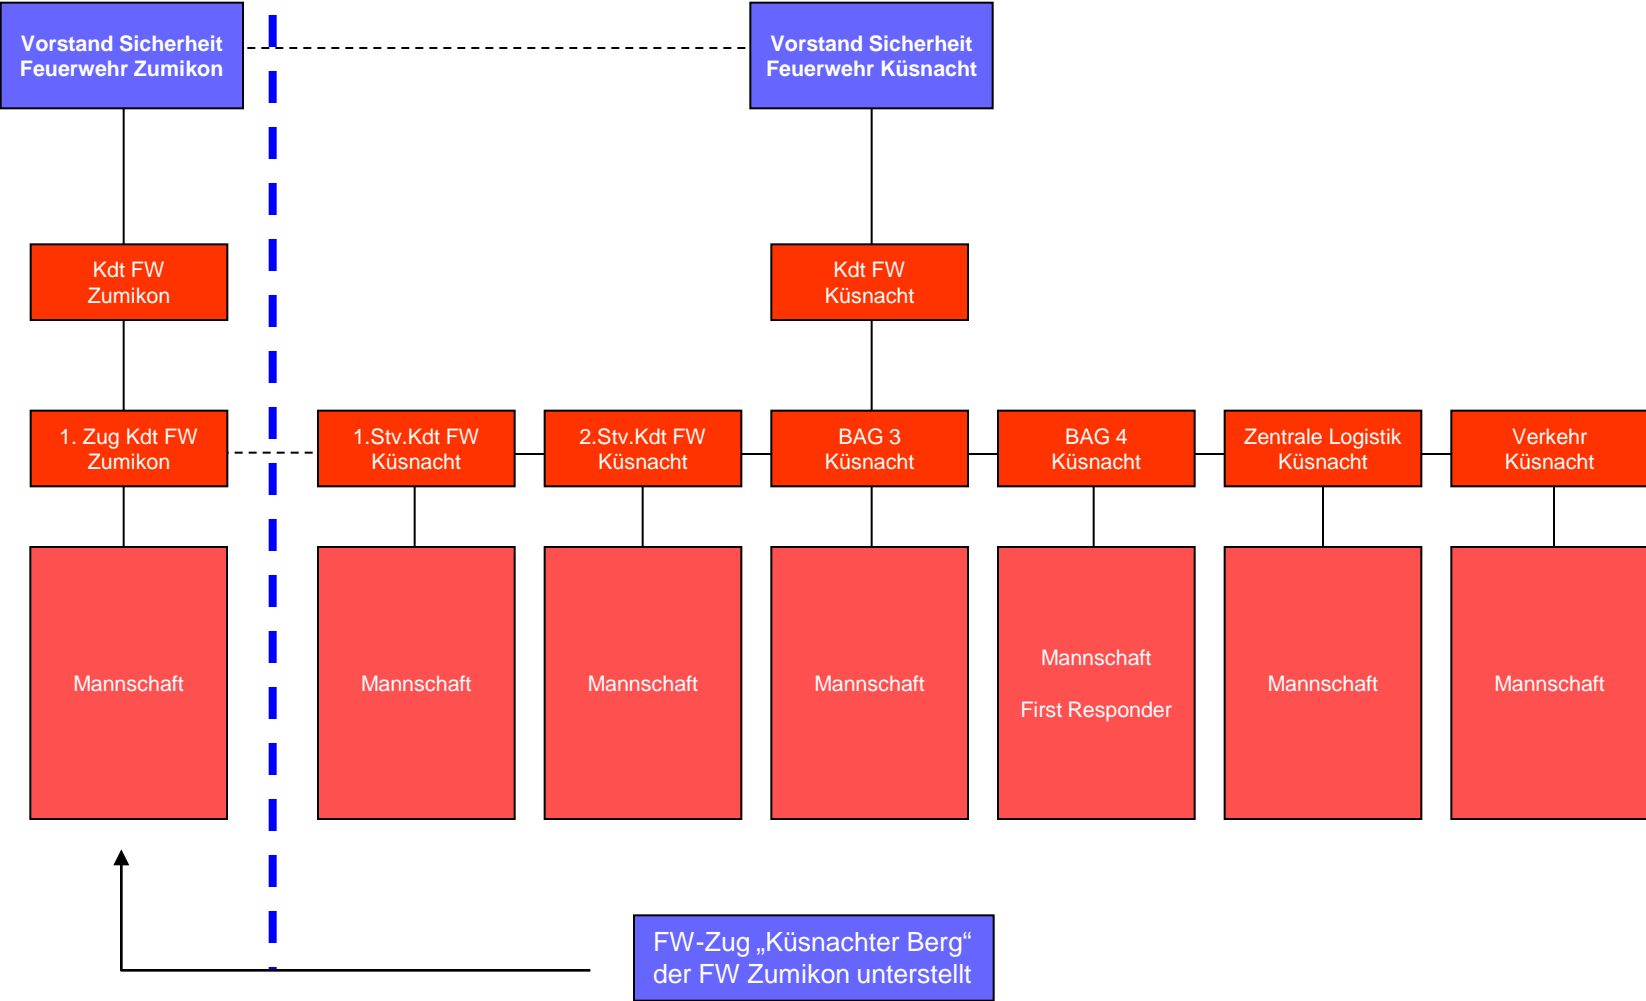 Vorstand Sicherheit
Feuerwehr Zumikon
Vorstand Sicherheit
Feuerwehr Küsnacht
Kdt FW
Zumikon
Kdt FW
Küsnacht
1. Zug Kdt FW
Zumikon
1.Stv.Kdt FW
Küsnacht
2.Stv.Kdt FW
Küsnacht
BAG 3
Küsnacht
BAG 4
Küsnacht
Zentrale Logistik
Küsnacht
Verkehr
Küsnacht
Mannschaft
Mannschaft
Mannschaft
Mannschaft
Mannschaft
First Responder
Mannschaft
Mannschaft
FW-Zug „Küsnachter Berg“
der FW Zumikon unterstellt